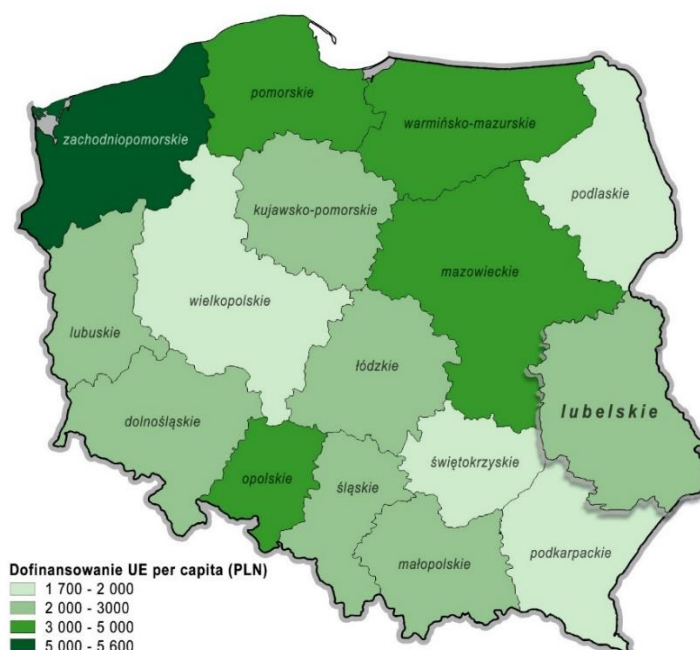 pomorskie
warmińsko-mazurskie
zachodniopomorskie
podlaskie
kujawsko-pomorskie
mazowieckie
wielkopolskie
lubuskie
łódzkie
lubelskie
dolnośląskie
świętokrzyskie
opolskie
śląskie
podkarpackie
małopolskie
Dofinansowanie UE per capita (PLN)
1 700 - 2 000
2 000 - 3000
3 000 - 5 000
5 000 - 5 600